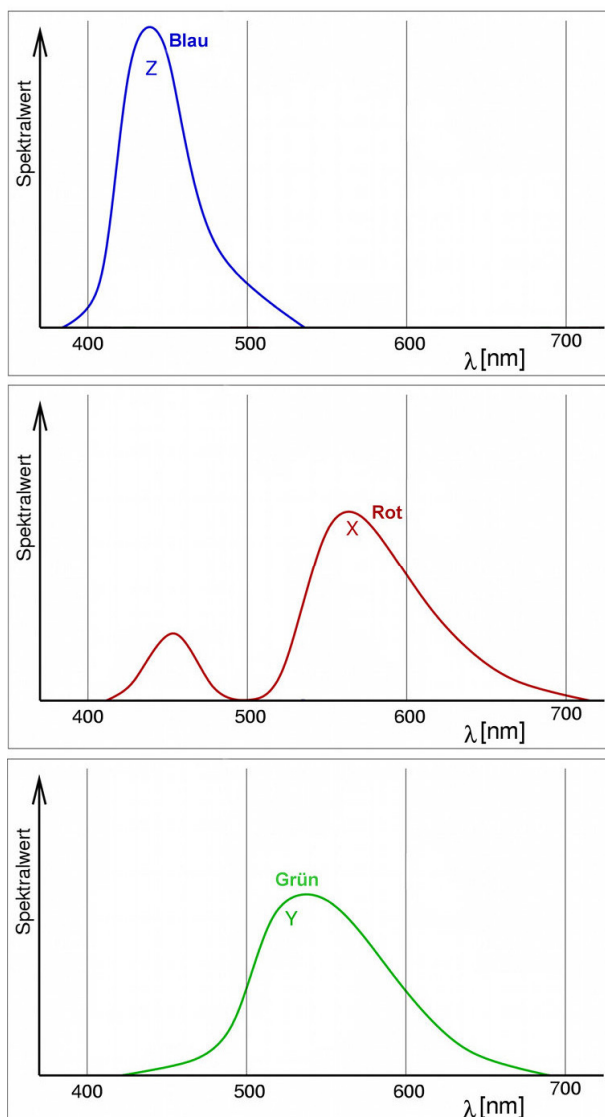 Spektralwert
Blau
Z
400
500
600
700
λ [nm]
Spektralwert
Rot
X
400
500
600
700
λ [nm]
Spektralwert
Grün
Y
400
500
600
700
λ [nm]